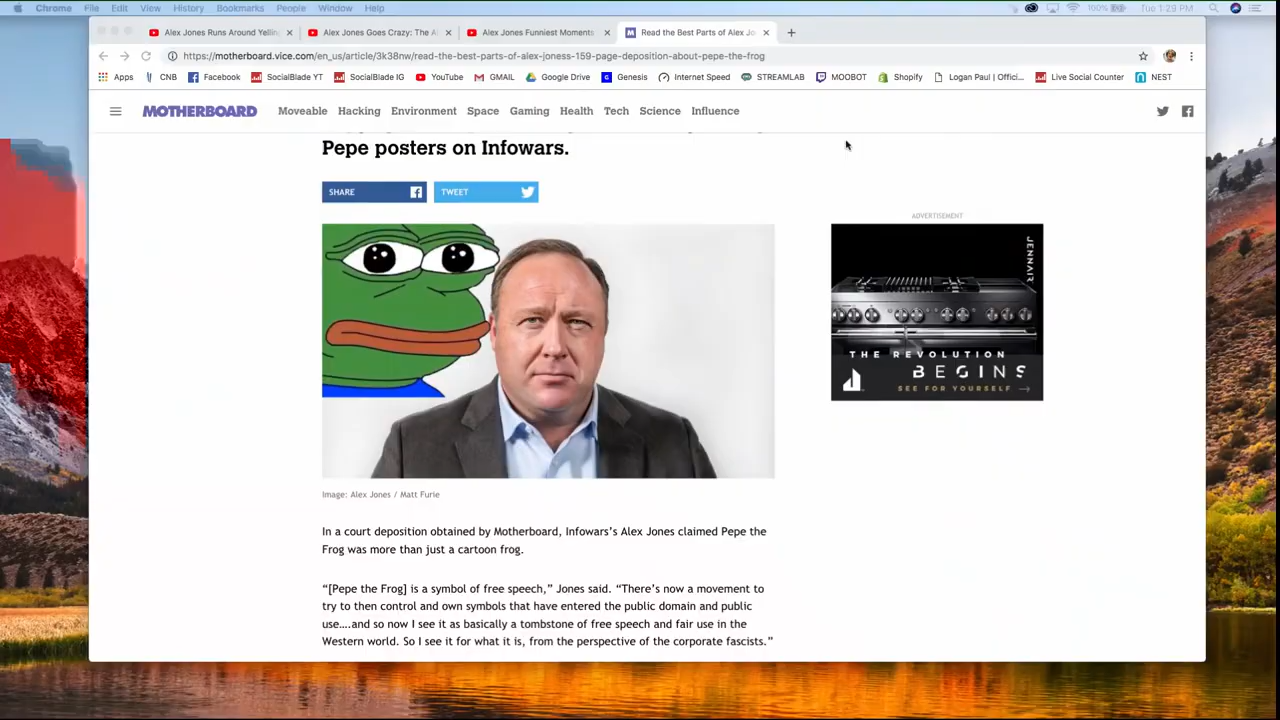 Chrome File Edit View History Bookmarks People Window Help 100% Tue 1:29 PM
Alex Jones Runs Around Yelling Alex Jones Goes Crazy: The Al Alex Jones Funniest Moments Read the Best Parts of Alex Jo
https://motherboard.vice.com/en_us/article/3k38nw/read-the-best-parts-of-alex-joness-159-page-deposition-about-pepe-the-frog
Apps CNB Facebook SocialBlade YT SocialBlade IG YouTube GMAIL Google Drive Genesis Internet Speed STREAMLAB MOOBOT Shopify Logan Paul | Offici... Live Social Counter NEST
MOTHERBOARD Moveable Hacking Environment Space Gaming Health Tech Science Influence
Pepe posters on Infowars.
SHARE TWEET
ADVERTISEMENT
JENNAIR
THE REVOLUTION
BEGINS
SEE FOR YOURSELF →
Image: Alex Jones / Matt Furie
In a court deposition obtained by Motherboard, Infowars’s Alex Jones claimed Pepe the
Frog was more than just a cartoon frog.
“[Pepe the Frog] is a symbol of free speech,” Jones said. “There’s now a movement to
try to then control and own symbols that have entered the public domain and public
use….and so now I see it as basically a tombstone of free speech and fair use in the
Western world. So I see it for what it is, from the perspective of the corporate fascists.”